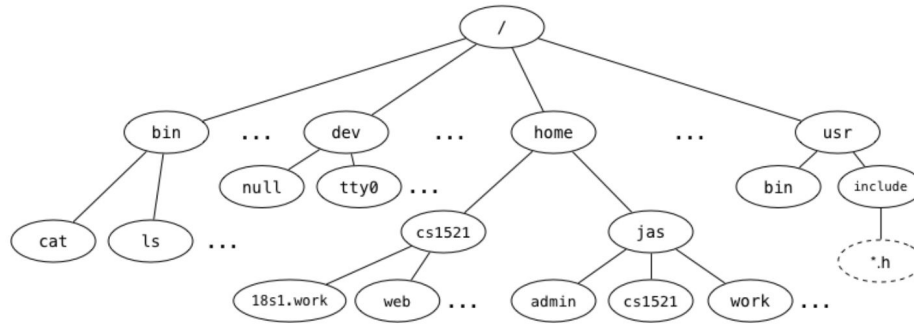 /
bin ... dev ... home ... usr
null tty0 ... bin include
cat ls ... cs1521 jas *.h
18s1.work web ... admin cs1521 work ...